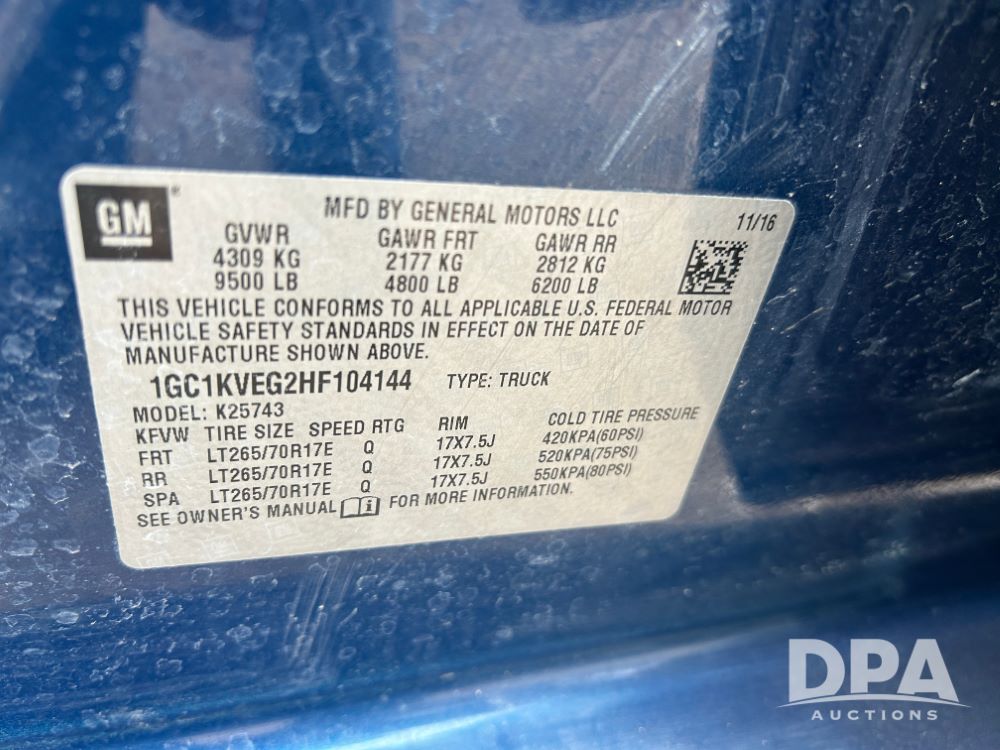 GM®
MFD BY GENERAL MOTORS LLC 11/16
GVWR GAWR FRT GAWR RR
4309 KG 2177 KG 2812 KG
9500 LB 4800 LB 6200 LB
THIS VEHICLE CONFORMS TO ALL APPLICABLE U.S. FEDERAL MOTOR
VEHICLE SAFETY STANDARDS IN EFFECT ON THE DATE OF
MANUFACTURE SHOWN ABOVE.
1GC1KVEG2HF104144 TYPE: TRUCK
MODEL: K25743
KFVW TIRE SIZE SPEED RTG RIM COLD TIRE PRESSURE
FRT LT265/70R17E Q 17X7.5J 420KPA(60PSI)
RR LT265/70R17E Q 17X7.5J 520KPA(75PSI)
SPA LT265/70R17E Q 17X7.5J 550KPA(80PSI)
SEE OWNER'S MANUAL i FOR MORE INFORMATION.
DPA
AUCTIONS